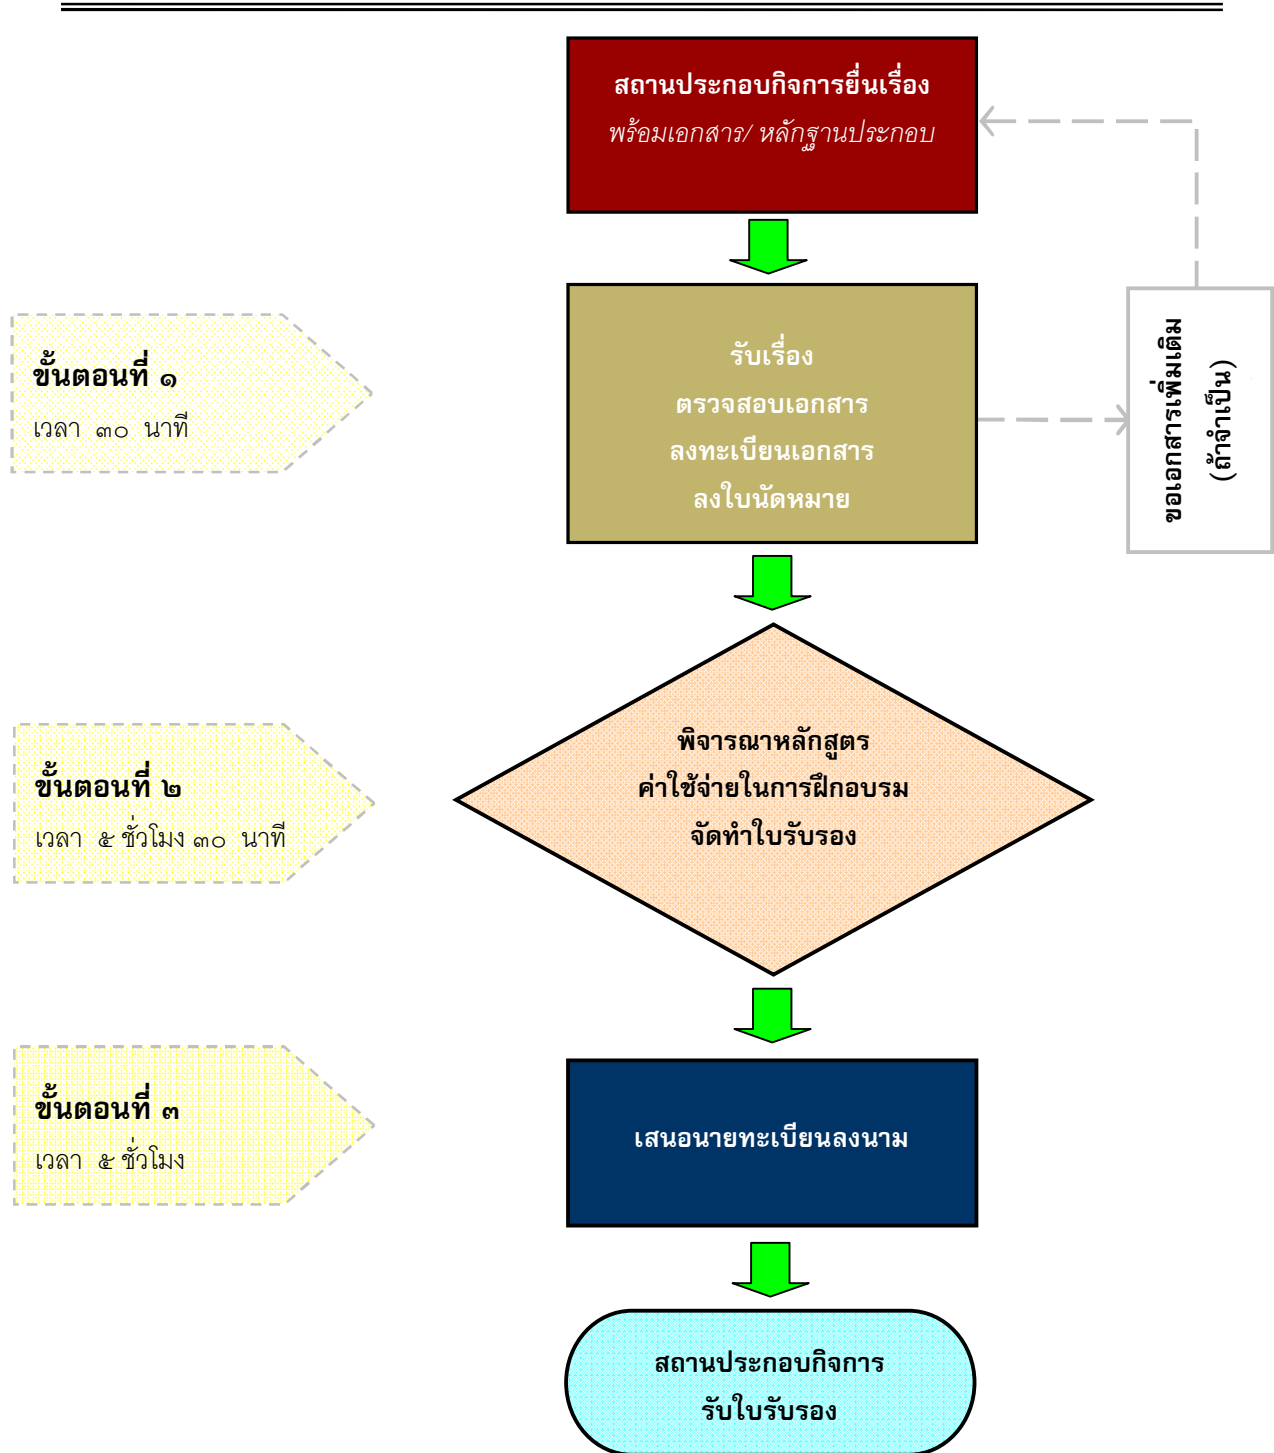 สถานประกอบกิจการยื่นเรื่อง
พร้อมเอกสาร/ หลักฐานประกอบ
ขั้นตอนที่ ๑
เวลา ๓๐ นาที
รับเรื่อง
ตรวจสอบเอกสาร
ลงทะเบียนเอกสาร
ลงใบนัดหมาย
ขอเอกสารเพิ่มเติม
(ถ้าจำเป็น)
ขั้นตอนที่ ๒
เวลา ๕ ชั่วโมง ๓๐ นาที
พิจารณาหลักสูตร
ค่าใช้จ่ายในการฝึกอบรม
จัดทำใบรับรอง
ขั้นตอนที่ ๓
เวลา ๕ ชั่วโมง
เสนอนายทะเบียนลงนาม
สถานประกอบกิจการ
รับใบรับรอง